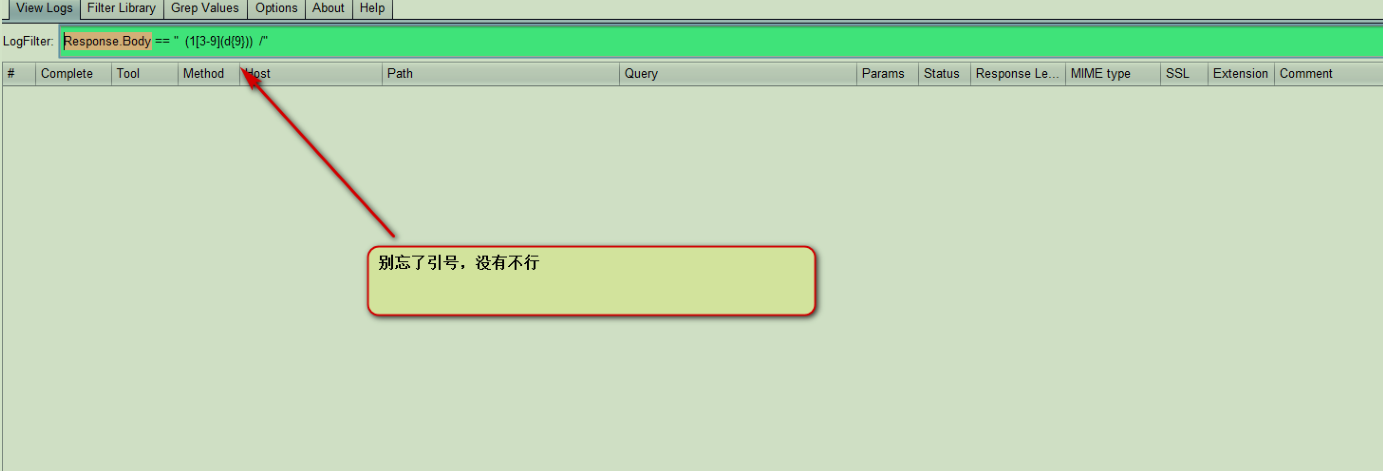 View Logs Filter Library Grep Values Options About Help
LogFilter: Response.Body == " (1[3-9](d{9})) /"
# Complete Tool Method Host Path Query Params Status Response Le... MIME type SSL Extension Comment
别忘了引号，没有不行